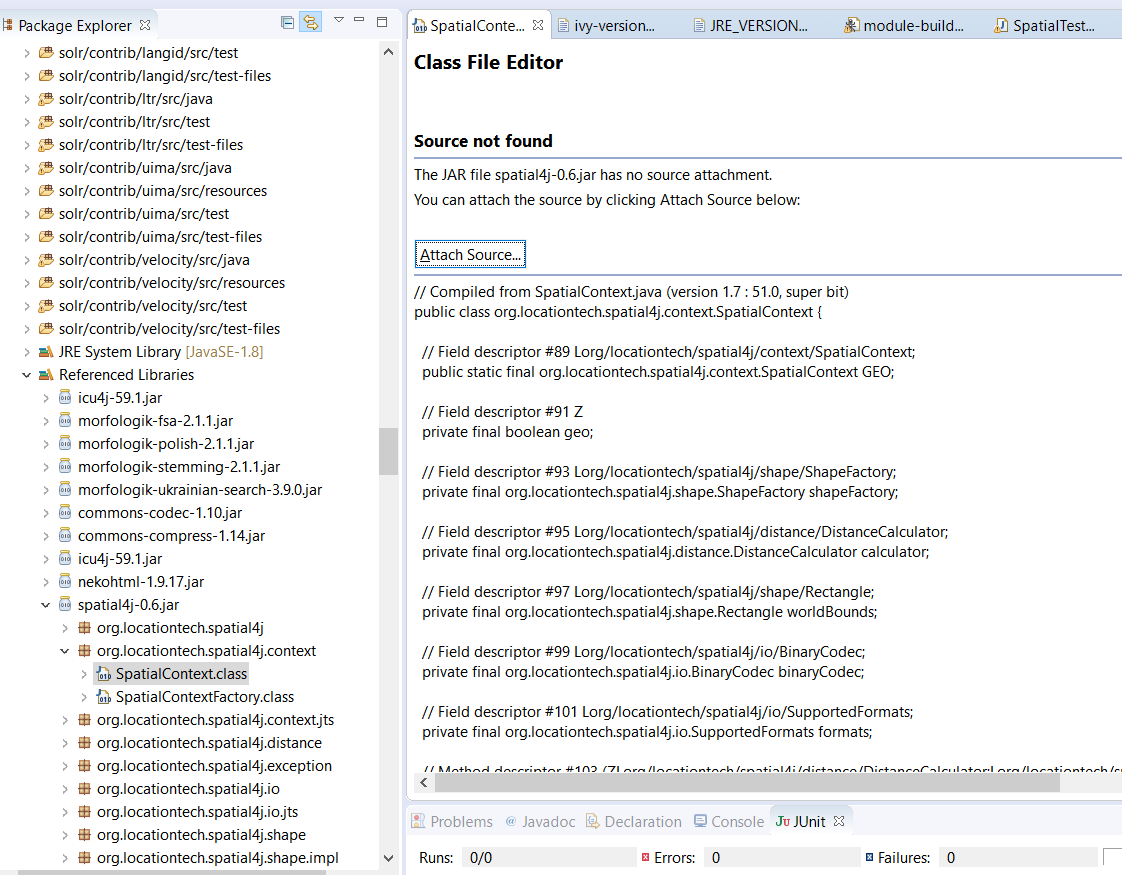 Package Explorer
solr/contrib/langid/src/test
solr/contrib/langid/src/test-files
solr/contrib/ltr/src/java
solr/contrib/ltr/src/test
solr/contrib/ltr/src/test-files
solr/contrib/uima/src/java
solr/contrib/uima/src/resources
solr/contrib/uima/src/test
solr/contrib/uima/src/test-files
solr/contrib/velocity/src/java
solr/contrib/velocity/src/resources
solr/contrib/velocity/src/test
solr/contrib/velocity/src/test-files
JRE System Library [JavaSE-1.8]
Referenced Libraries
icu4j-59.1.jar
morfologik-fsa-2.1.1.jar
morfologik-polish-2.1.1.jar
morfologik-stemming-2.1.1.jar
morfologik-ukrainian-search-3.9.0.jar
commons-codec-1.10.jar
commons-compress-1.14.jar
icu4j-59.1.jar
nekohtml-1.9.17.jar
spatial4j-0.6.jar
org.locationtech.spatial4j
org.locationtech.spatial4j.context
SpatialContext.class
SpatialContextFactory.class
org.locationtech.spatial4j.context.jts
org.locationtech.spatial4j.distance
org.locationtech.spatial4j.exception
org.locationtech.spatial4j.io
org.locationtech.spatial4j.io.jts
org.locationtech.spatial4j.shape
org.locationtech.spatial4j.shape.impl
SpatialConte... ivy-version... JRE_VERSION... module-build... SpatialTest...
Class File Editor
Source not found
The JAR file spatial4j-0.6.jar has no source attachment.
You can attach the source by clicking Attach Source below:
Attach Source...
// Compiled from SpatialContext.java (version 1.7 : 51.0, super bit)
public class org.locationtech.spatial4j.context.SpatialContext {
// Field descriptor #89 Lorg/locationtech/spatial4j/context/SpatialContext;
public static final org.locationtech.spatial4j.context.SpatialContext GEO;
// Field descriptor #91 Z
private final boolean geo;
// Field descriptor #93 Lorg/locationtech/spatial4j/shape/ShapeFactory;
private final org.locationtech.spatial4j.shape.ShapeFactory shapeFactory;
// Field descriptor #95 Lorg/locationtech/spatial4j/distance/DistanceCalculator;
private final org.locationtech.spatial4j.distance.DistanceCalculator calculator;
// Field descriptor #97 Lorg/locationtech/spatial4j/shape/Rectangle;
private final org.locationtech.spatial4j.shape.Rectangle worldBounds;
// Field descriptor #99 Lorg/locationtech/spatial4j/io/BinaryCodec;
private final org.locationtech.spatial4j.io.BinaryCodec binaryCodec;
// Field descriptor #101 Lorg/locationtech/spatial4j/io/SupportedFormats;
private final org.locationtech.spatial4j.io.SupportedFormats formats;
// Method descriptor #103 (ZLorg/locationtech/spatial4j/distance/DistanceCalculator;Lorg/locationtech/
Problems @ Javadoc Declaration Console Ju JUnit
Runs: 0/0 Errors: 0 Failures: 0